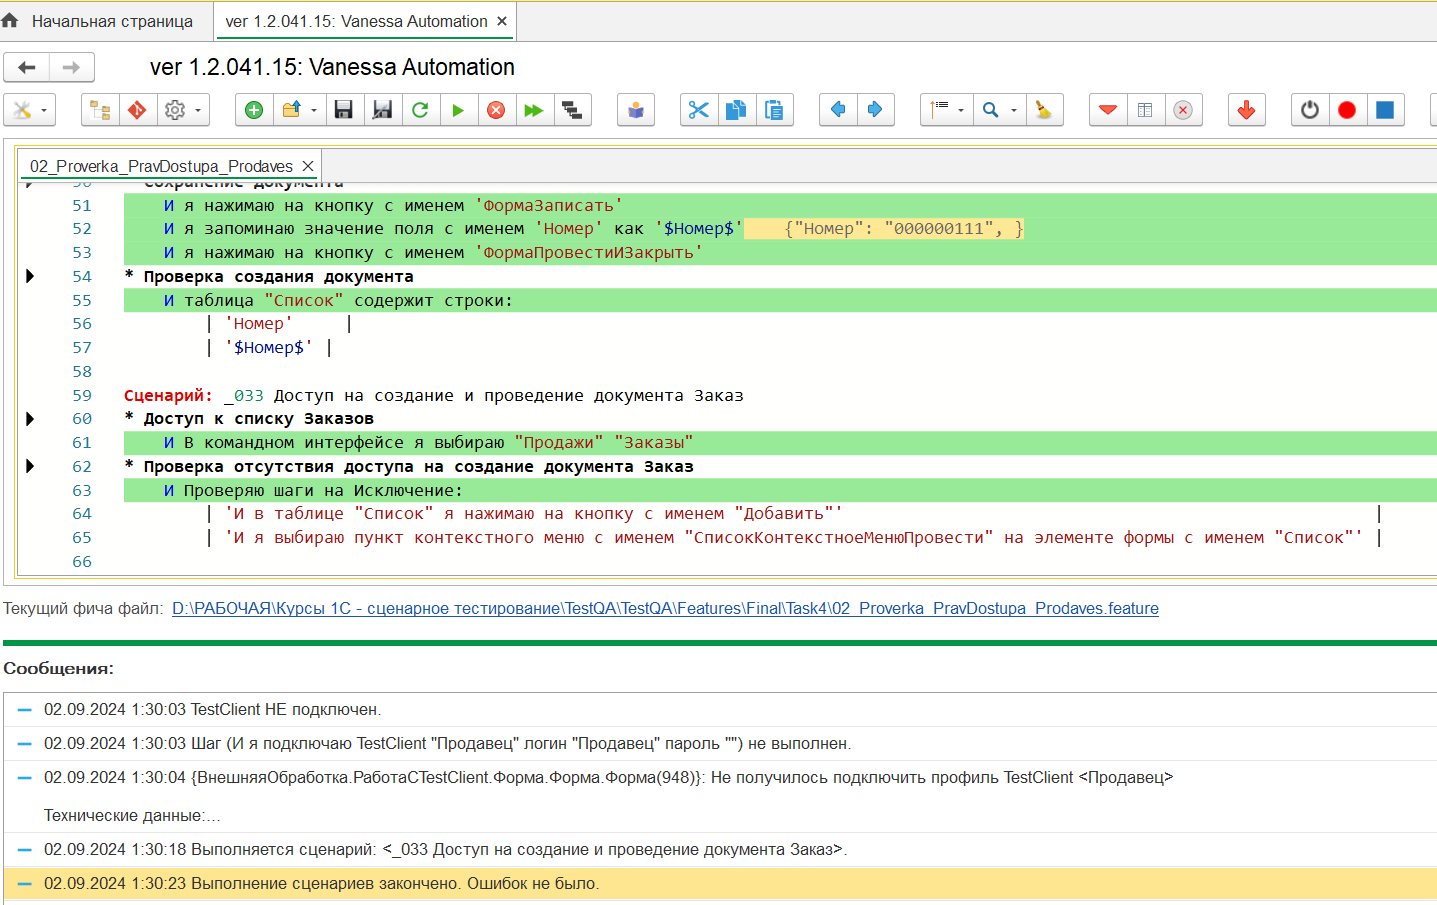 Начальная страница
ver 1.2.041.15: Vanessa Automation ×
ver 1.2.041.15: Vanessa Automation
02_Proverka_PravDostupa_Prodaves ×
50 Сохранение документа
51 И я нажимаю на кнопку с именем 'ФормаЗаписать'
52 И я запоминаю значение поля с именем 'Номер' как '$Номер$' {"Номер": "000000111", }
53 И я нажимаю на кнопку с именем 'ФормаПровестиИЗакрыть'
54 * Проверка создания документа
55 И таблица "Список" содержит строки:
56 | 'Номер' |
57 | '$Номер$' |
58
59 Сценарий: _033 Доступ на создание и проведение документа Заказ
60 * Доступ к списку Заказов
61 И В командном интерфейсе я выбираю "Продажи" "Заказы"
62 * Проверка отсутствия доступа на создание документа Заказ
63 И Проверяю шаги на Исключение:
64 | 'И в таблице "Список" я нажимаю на кнопку с именем "Добавить"' |
65 | 'И я выбираю пункт контекстного меню с именем "СписокКонтекстноеМенюПровести" на элементе формы с именем "Список"' |
66
Текущий фича файл: D:\РАБОЧАЯ\Курсы 1С - сценарное тестирование\TestQA\TestQA\Features\Final\Task4\02_Proverka_PravDostupa_Prodaves.feature
Сообщения:
02.09.2024 1:30:03 TestClient НЕ подключен.
02.09.2024 1:30:03 Шаг (И я подключаю TestClient "Продавец" логин "Продавец" пароль "") не выполнен.
02.09.2024 1:30:04 {ВнешняяОбработка.РаботаСTestClient.Форма.Форма.Форма(948)}: Не получилось подключить профиль TestClient <Продавец>
Технические данные:...
02.09.2024 1:30:18 Выполняется сценарий: <_033 Доступ на создание и проведение документа Заказ>.
02.09.2024 1:30:23 Выполнение сценариев закончено. Ошибок не было.